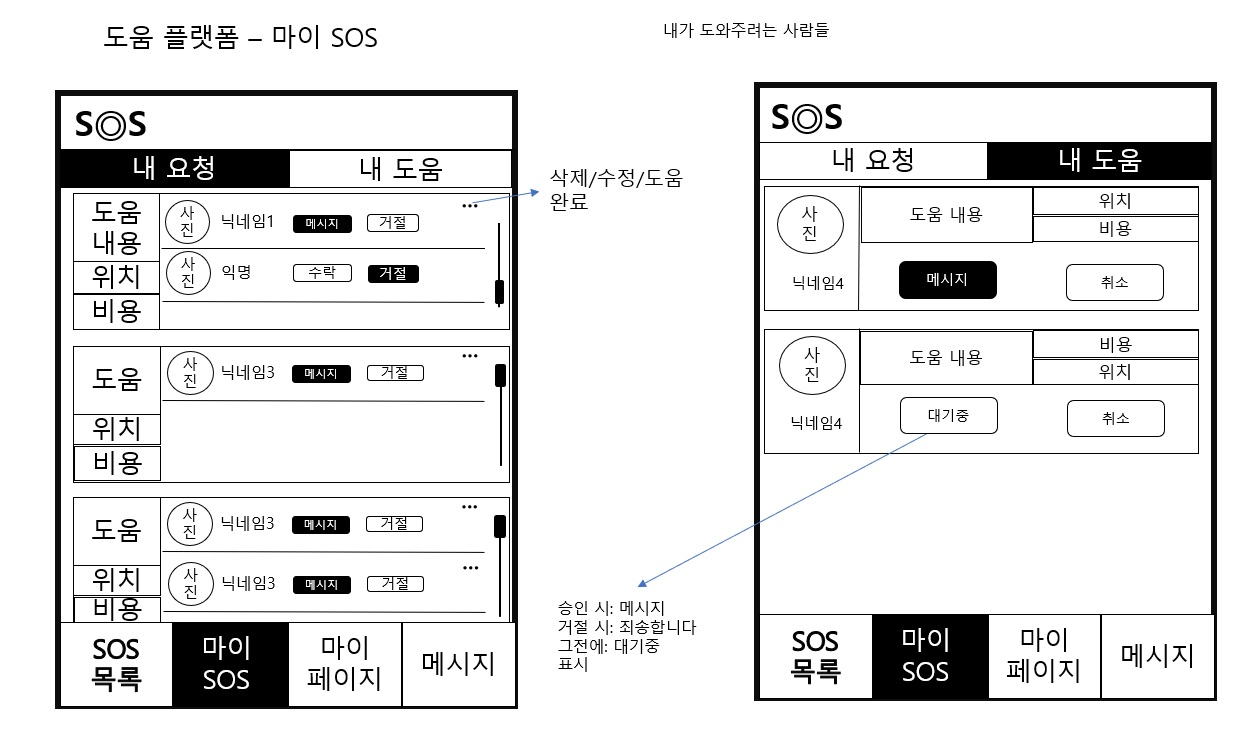 도움 플랫폼 – 마이 SOS
내가 도와주려는 사람들
S◎S
내 요청
내 도움
도움
내용
위치
비용
사
진
닉네임1
메시지
거절
...
사
진
익명
수락
거절
도움
위치
비용
사
진
닉네임3
메시지
거절
...
도움
위치
비용
사
진
닉네임3
메시지
거절
...
사
진
닉네임3
메시지
거절
...
SOS
목록
마이
SOS
마이
페이지
메시지
삭제/수정/도움
완료
S◎S
내 요청
내 도움
사
진
닉네임4
도움 내용
위치
비용
메시지
취소
사
진
닉네임4
도움 내용
비용
위치
대기중
취소
승인 시: 메시지
거절 시: 죄송합니다
그전에: 대기중
표시
SOS
목록
마이
SOS
마이
페이지
메시지